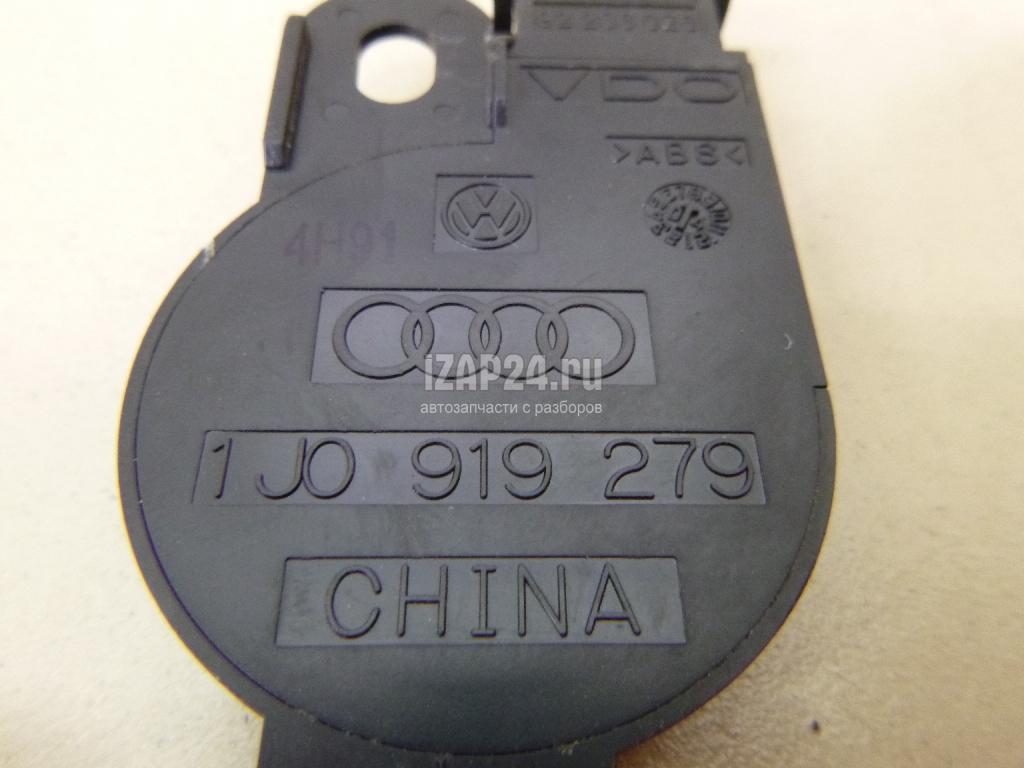 VDO
>ABS<
4H91
iZAP24.ru
автозапчасти с разборов
1J0 919 279
CHINA